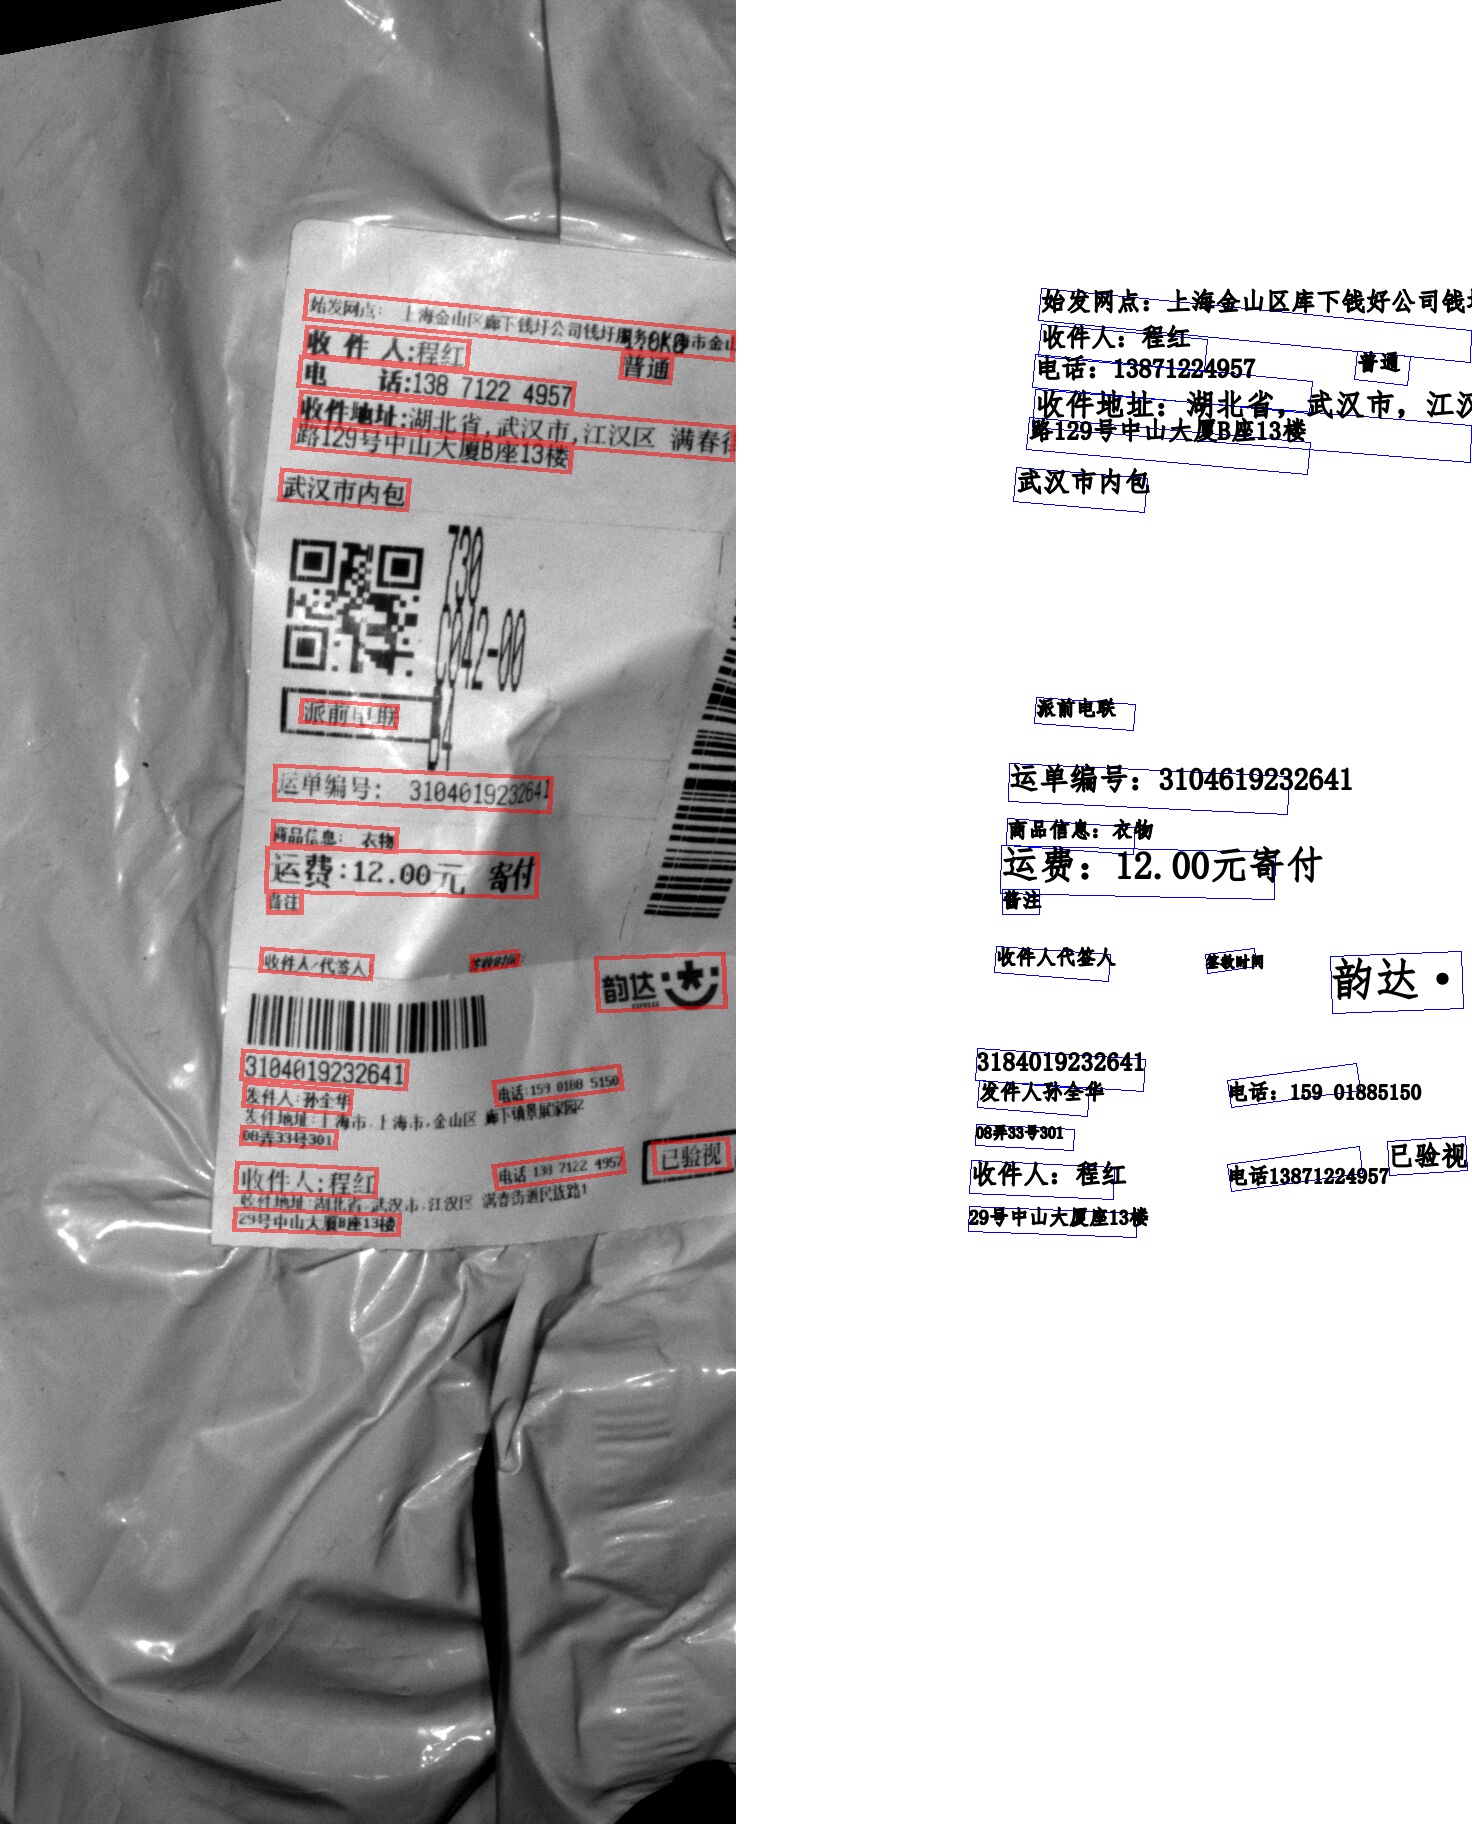 始发网点: 上海金山区廊下钱圩公司钱圩服务 海市金山
1.0KG
收 件 人:程红
普通
电 话:138 7122 4957
收件地址:湖北省,武汉市,江汉区 满春街
路129号中山大厦B座13楼
武汉市内包
730
C042-00
04
派前电联
运单编号: 3104019232641
商品信息: 衣物
运费:12.00元 寄付
备注
收件人/代签人
签收时间:
韵达
EXPRESS
3104019232641
发件人:孙全华
电话:159 0188 5150
发件地址:上海市,上海市,金山区 廊下镇景展家园2
08弄33号301
收件人:程红
电话:138 7122 4957
已验视
收件地址:湖北省,武汉市,江汉区 满春街道民族路1
29号中山大厦B座13楼
始发网点：上海金山区库下饯好公司饯
收件人：程红
普通
电话：13871224957
收件地址：湖北省，武汉市，江汉
路129号中山大厦B座13楼
武汉市内包
派前电联
运单编号：3104619232641
商品信息：衣物
运费：12.00元寄付
备注
收件人代签人
签救时间
韵达·
3184019232641
发件人孙全华
电话：159 01885150
08弄33号301
收件人：程红
电话13871224957
已验视
29号中山大厦座13楼